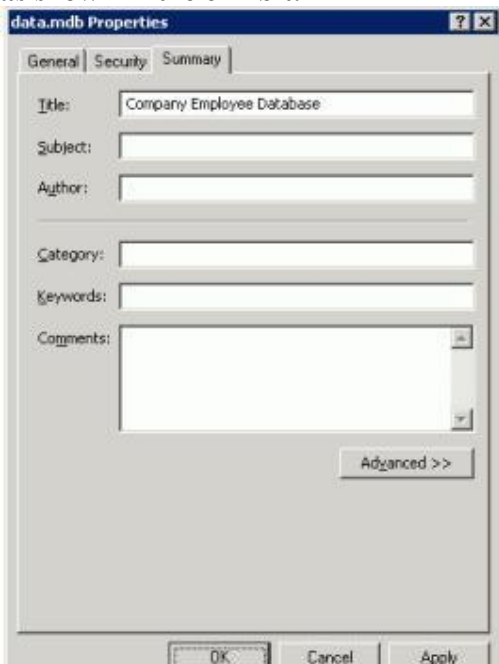 data.mdb Properties
General Security Summary
Title: Company Employee Database
Subject:
Author:
Category:
Keywords:
Comments:
Advanced >>
OK Cancel Apply